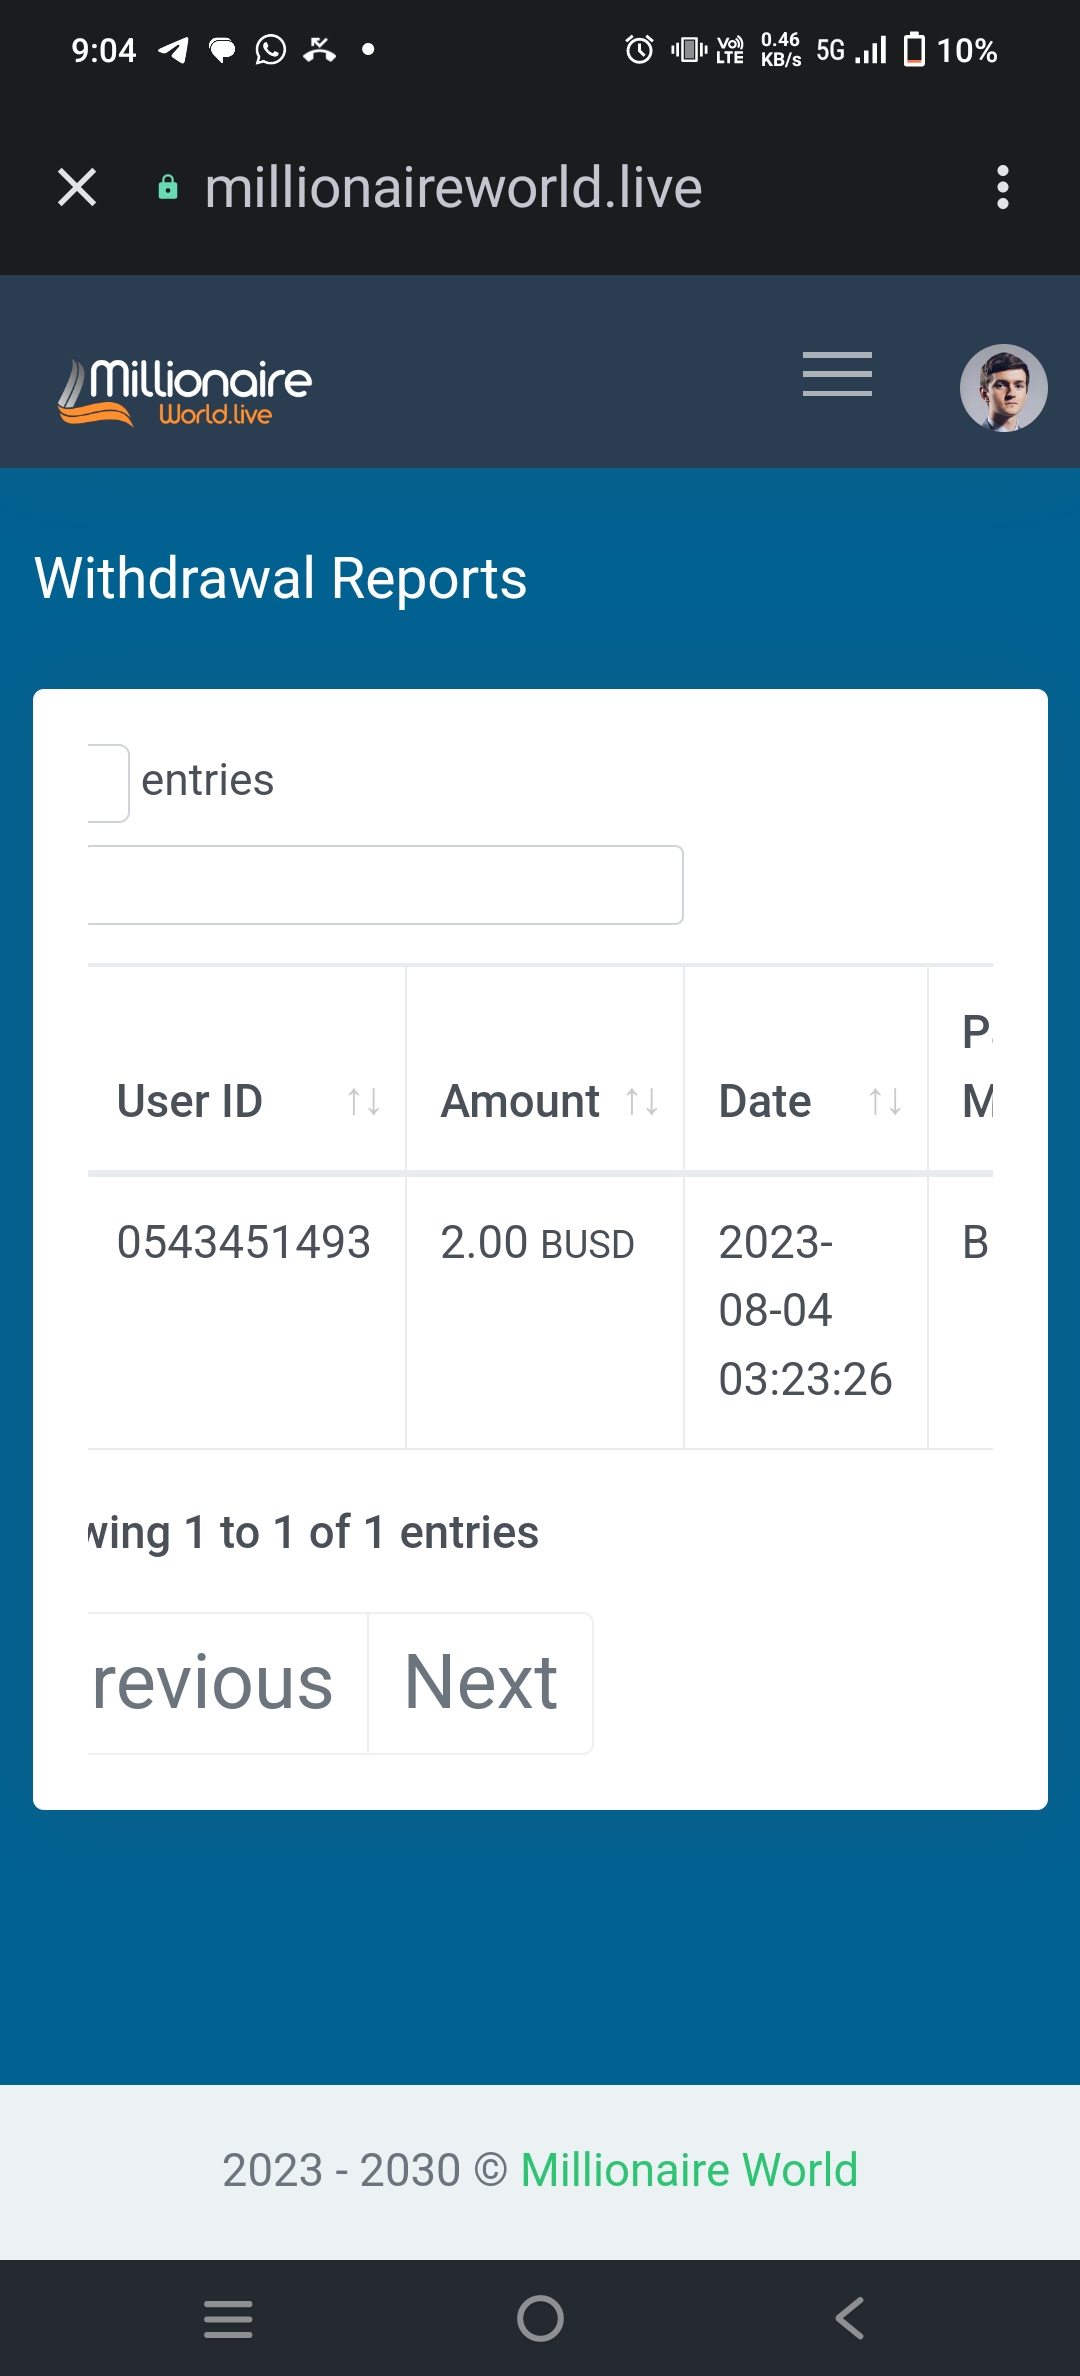 9:04 Vo)) LTE 0.46 KB/s 5G 10%
millionaireworld.live
Millionaire
World.live
Withdrawal Reports
entries
User ID ↑↓ Amount ↑↓ Date ↑↓
0543451493 2.00 BUSD 2023-
08-04
03:23:26
B
wing 1 to 1 of 1 entries
revious Next
2023 - 2030 © Millionaire World